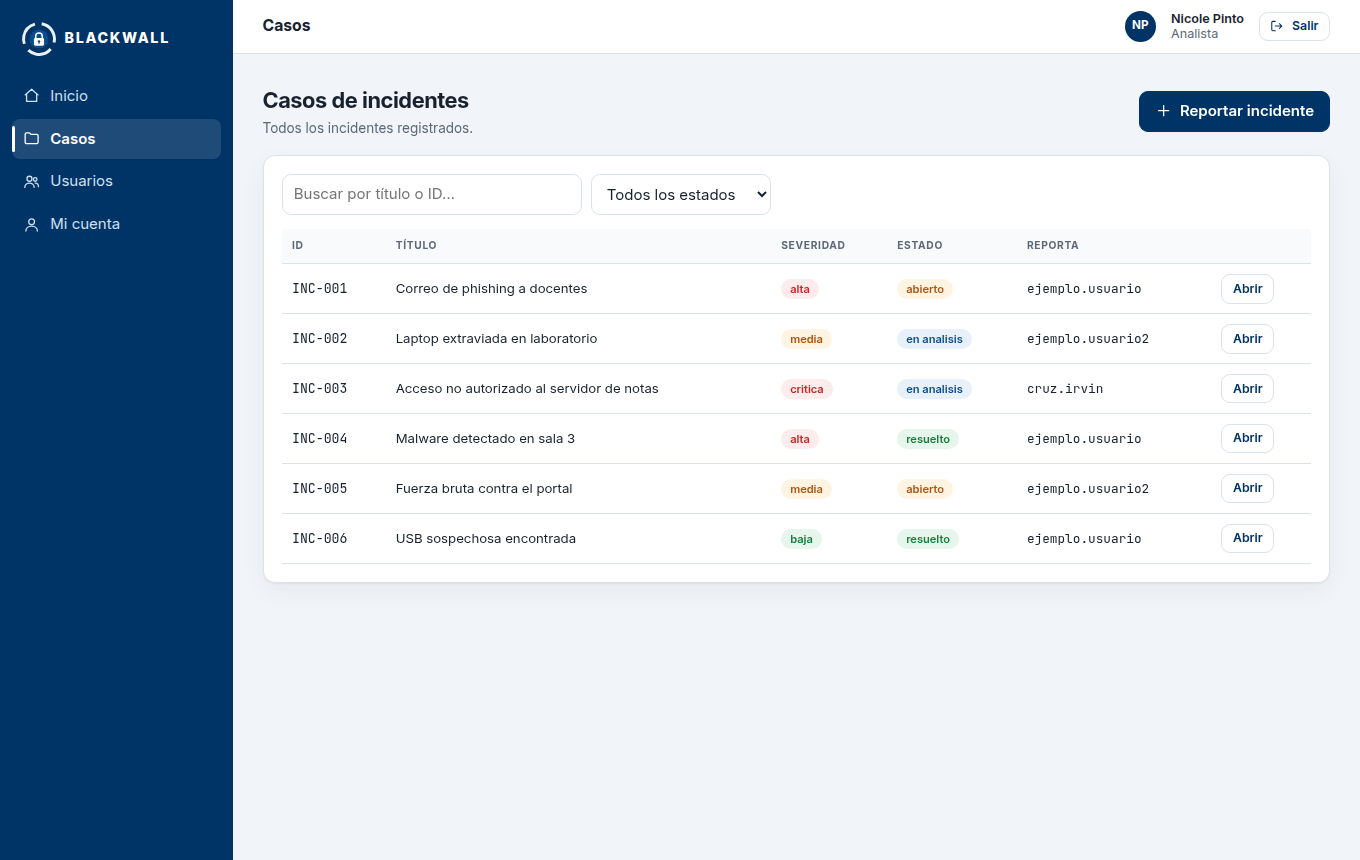 BLACKWALL
Inicio
Casos
Usuarios
Mi cuenta
Casos
NP
Nicole Pinto
Analista
Salir
Casos de incidentes
Todos los incidentes registrados.
+ Reportar incidente
Buscar por título o ID...
Todos los estados
ID TÍTULO SEVERIDAD ESTADO REPORTA
INC-001 Correo de phishing a docentes alta abierto ejemplo.usuario Abrir
INC-002 Laptop extraviada en laboratorio media en analisis ejemplo.usuario2 Abrir
INC-003 Acceso no autorizado al servidor de notas critica en analisis cruz.irvin Abrir
INC-004 Malware detectado en sala 3 alta resuelto ejemplo.usuario Abrir
INC-005 Fuerza bruta contra el portal media abierto ejemplo.usuario2 Abrir
INC-006 USB sospechosa encontrada baja resuelto ejemplo.usuario Abrir